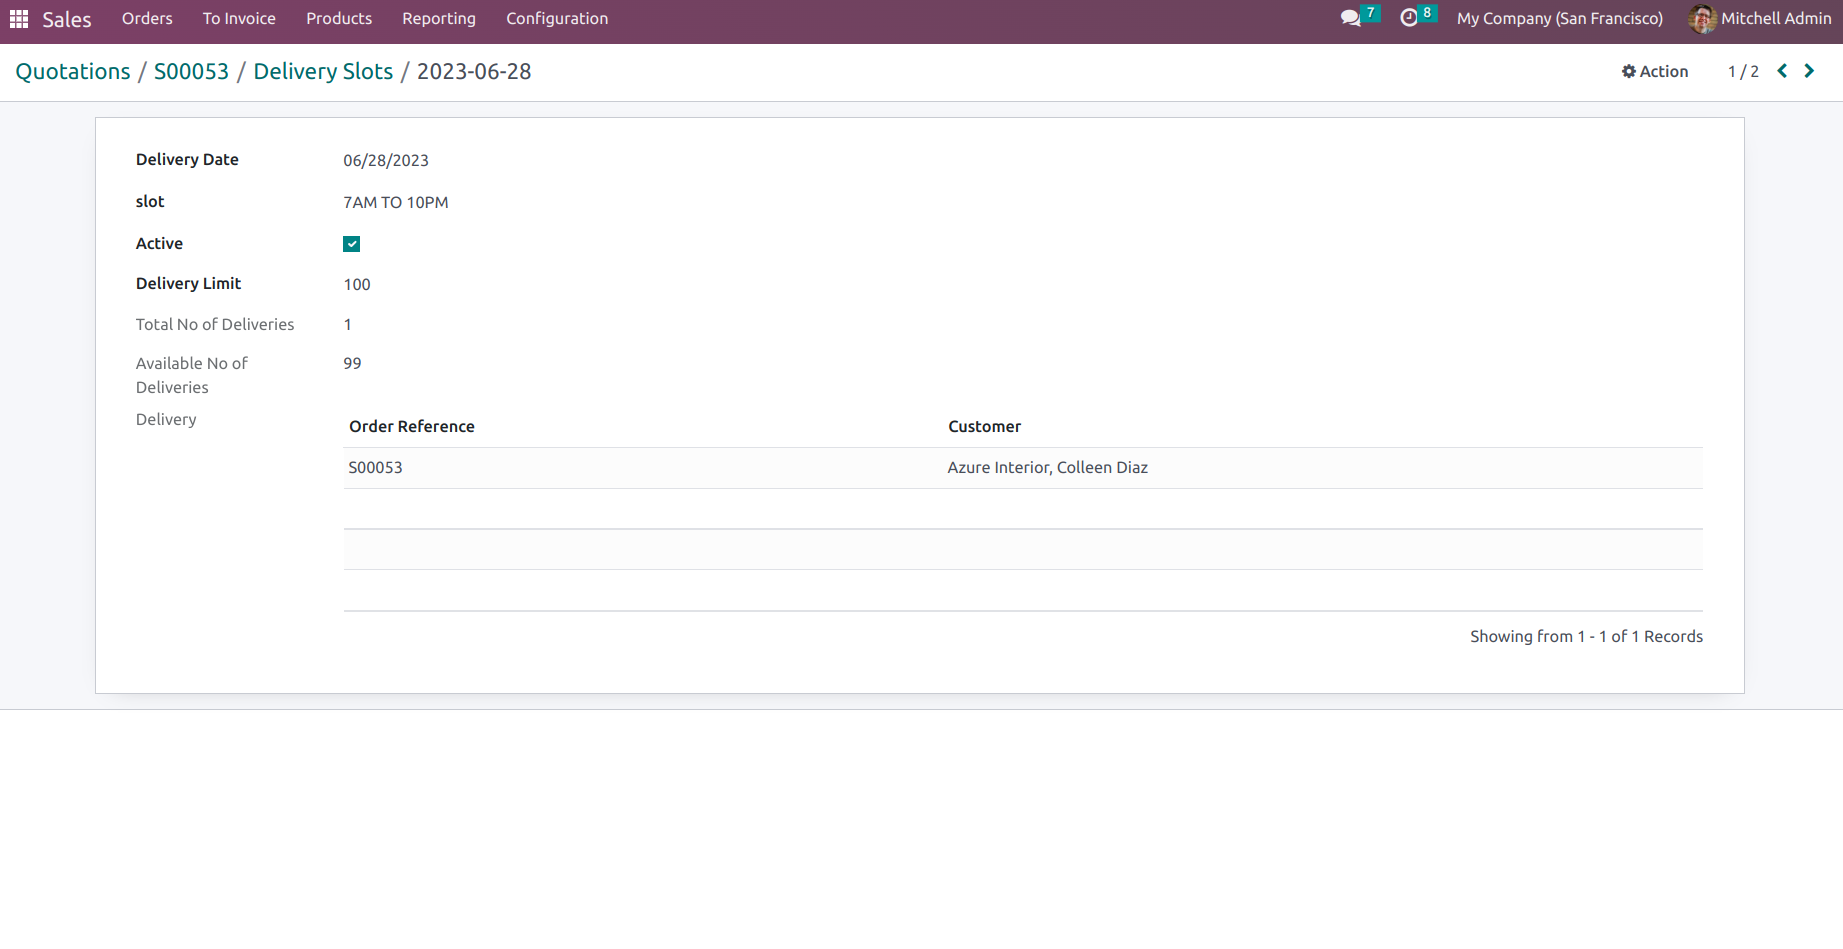 Sales Orders To Invoice Products Reporting Configuration 7 8 My Company (San Francisco) Mitchell Admin
Quotations / S00053 / Delivery Slots / 2023-06-28 Action 1 / 2
Delivery Date 06/28/2023
slot 7AM TO 10PM
Active
Delivery Limit 100
Total No of Deliveries 1
Available No of 99
Deliveries
Delivery
Order Reference Customer
S00053 Azure Interior, Colleen Diaz
Showing from 1 - 1 of 1 Records